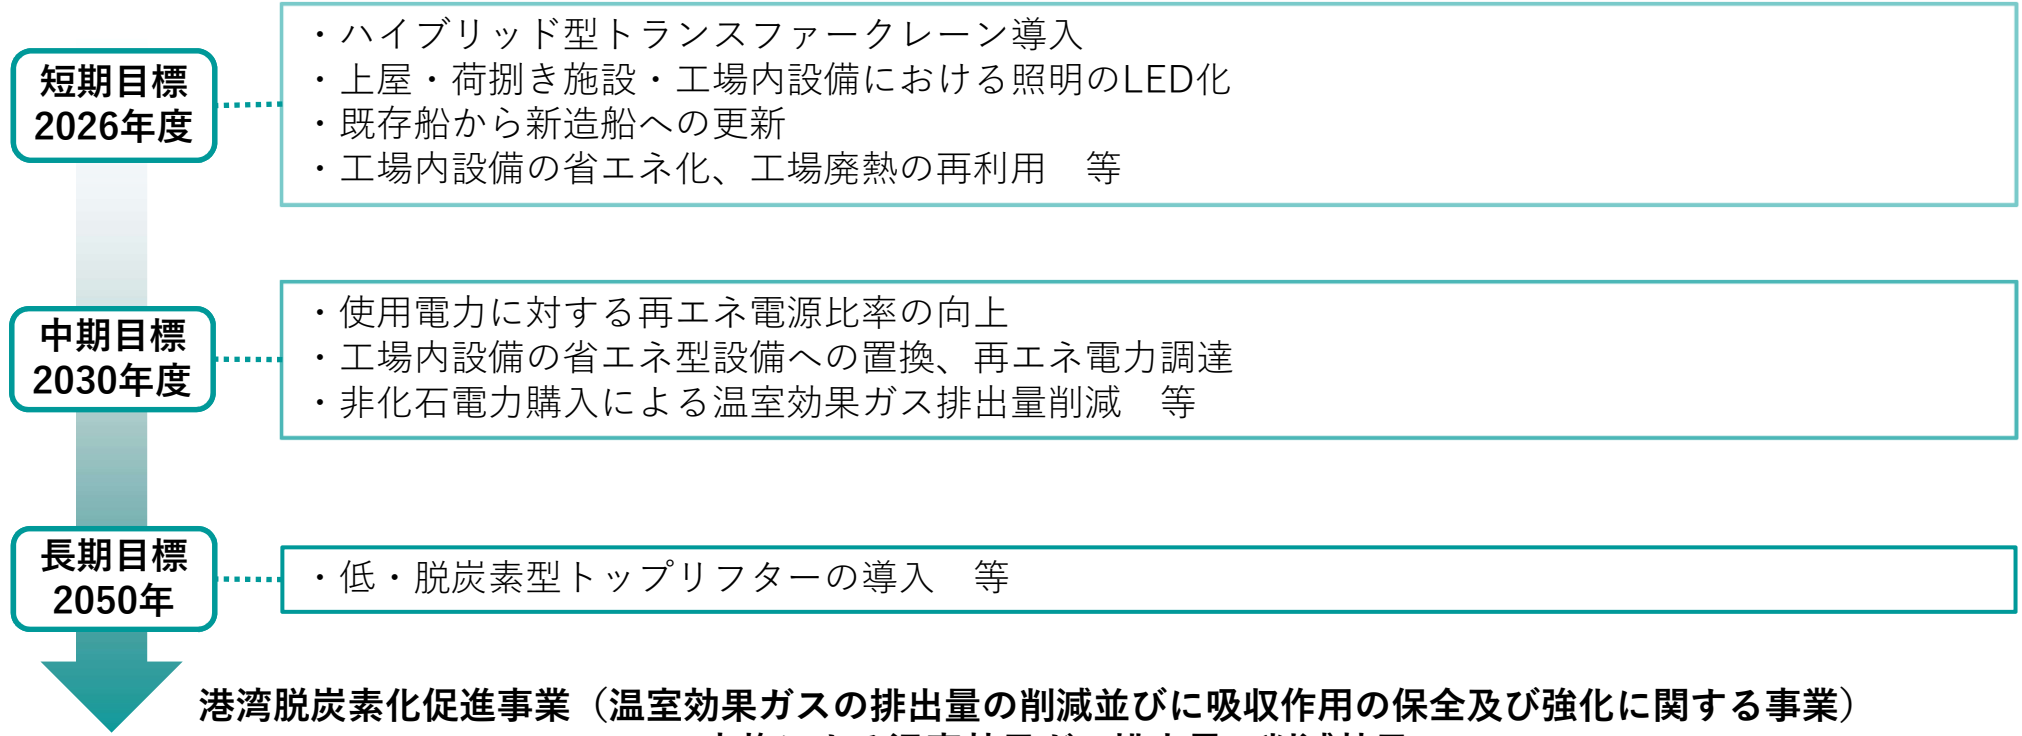 短期目標
2026年度
・ハイブリッド型トランスファークレーン導入
・上屋・荷捌き施設・工場内設備における照明のLED化
・既存船から新造船への更新
・工場内設備の省エネ化、工場廃熱の再利用　等
中期目標
2030年度
・使用電力に対する再エネ電源比率の向上
・工場内設備の省エネ型設備への置換、再エネ電力調達
・非化石電力購入による温室効果ガス排出量削減　等
長期目標
2050年
・低・脱炭素型トップリフターの導入　等
港湾脱炭素化促進事業（温室効果ガスの排出量の削減並びに吸収作用の保全及び強化に関する事業）